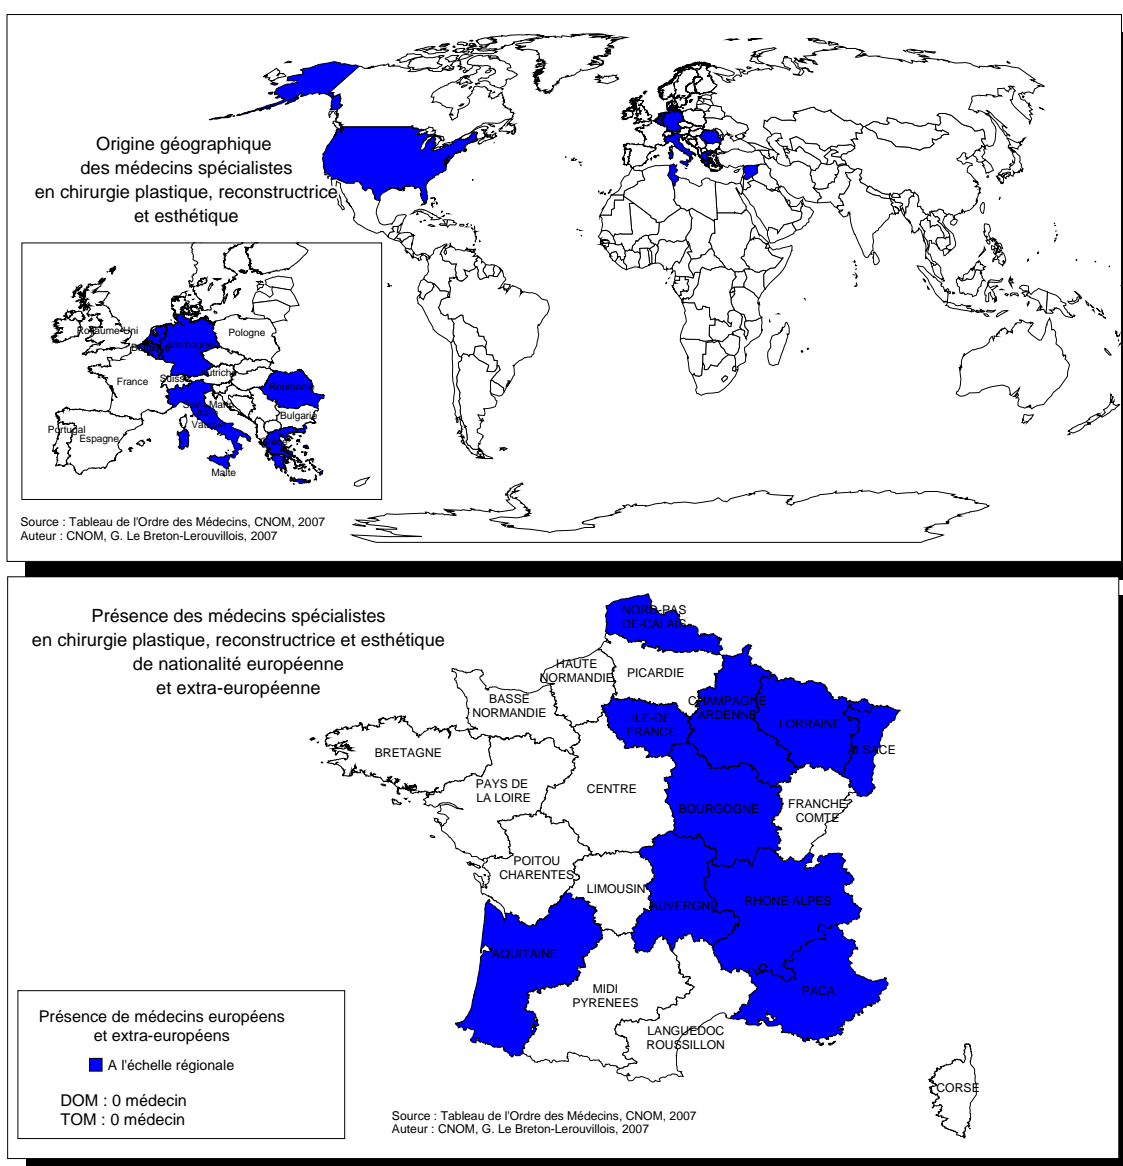 Origine géographique
des médecins spécialistes
en chirurgie plastique, reconstructrice
et esthétique
Royaume-Uni
Pologne
Allemagne
France
Suisse
Autriche
Roumanie
Vatican
Bulgarie
Portugal
Espagne
Grèce
Malte
Source : Tableau de l'Ordre des Médecins, CNOM, 2007
Auteur : CNOM, G. Le Breton-Lerouvillois, 2007
Présence des médecins spécialistes
en chirurgie plastique, reconstructrice et esthétique
de nationalité européenne
et extra-européenne
NORD-PAS
DE-CALAIS
HAUTE
NORMANDIE
PICARDIE
BASSE
NORMANDIE
CHAMPAGNE
ARDENNE
ILE-DE
FRANCE
LORRAINE
ALSACE
BRETAGNE
PAYS DE
LA LOIRE
CENTRE
BOURGOGNE
FRANCHE
COMTE
POITOU
CHARENTES
LIMOUSIN
AUVERGNE
RHONE ALPES
AQUITAINE
MIDI
PYRENEES
PACA
LANGUEDOC
ROUSSILLON
CORSE
Présence de médecins européens
et extra-européens
A l'échelle régionale
DOM : 0 médecin
TOM : 0 médecin
Source : Tableau de l'Ordre des Médecins, CNOM, 2007
Auteur : CNOM, G. Le Breton-Lerouvillois, 2007